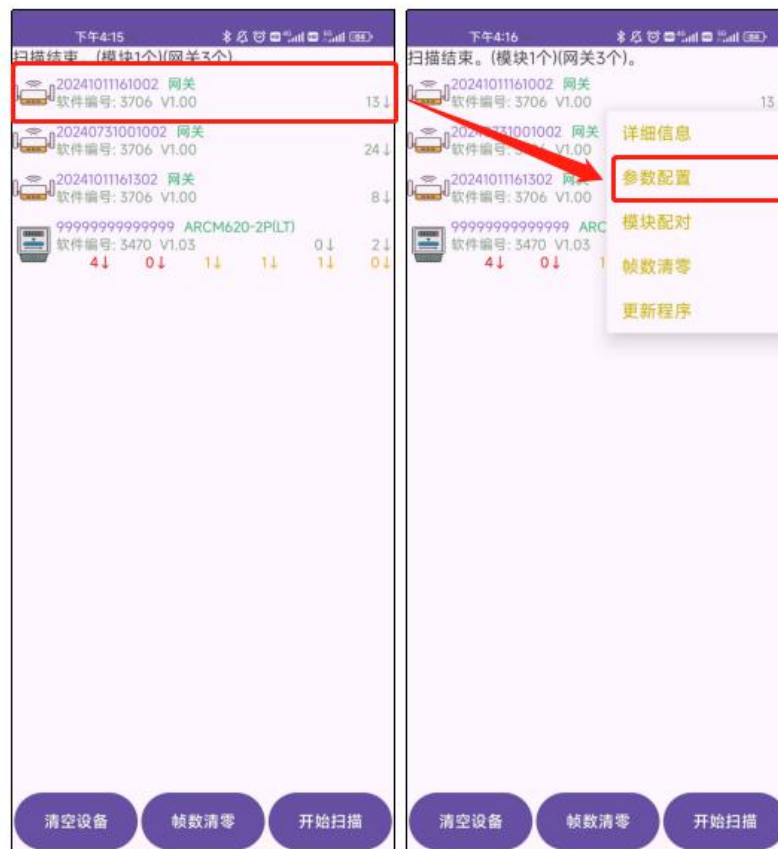 下午4:15
扫描结束。(模块1个)(网关3个)。
20241011161002 网关
软件编号: 3706 V1.00 13↓
20240731001002 网关
软件编号: 3706 V1.00 24↓
20241011161302 网关
软件编号: 3706 V1.00 8↓
99999999999999 ARCM620-2P(LT)
软件编号: 3470 V1.03 0↓ 2↓
4↓ 0↓ 1↓ 1↓ 1↓ 0↓
清空设备 帧数清零 开始扫描
下午4:16
扫描结束。(模块1个)(网关3个)。
20241011161002 网关
软件编号: 3706 V1.00 13
网关
V1.00
20241011161302
软件编号: 3706 V1.00
99999999999999 ARC
软件编号: 3470 V1.03
4↓ 0↓ 1
详细信息
参数配置
模块配对
帧数清零
更新程序
清空设备 帧数清零 开始扫描